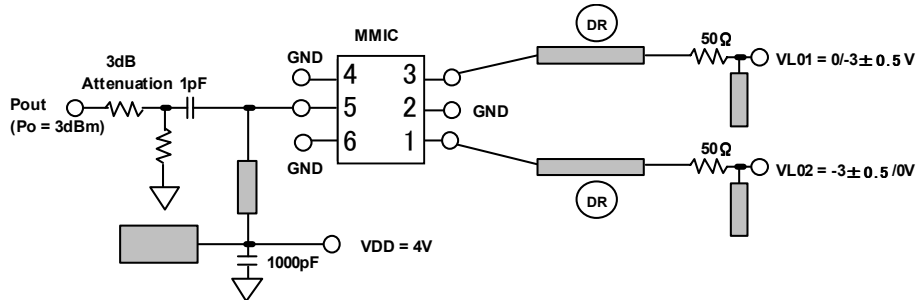 DR
MMIC
50Ω
3dB
GND
VL01 = 0/-3±0.5V
Attenuation 1pF
4 3
Pout
5 2
GND
(Po = 3dBm)
6 1
GND
50Ω
VL02 = -3±0.5/0V
DR
VDD = 4V
1000pF